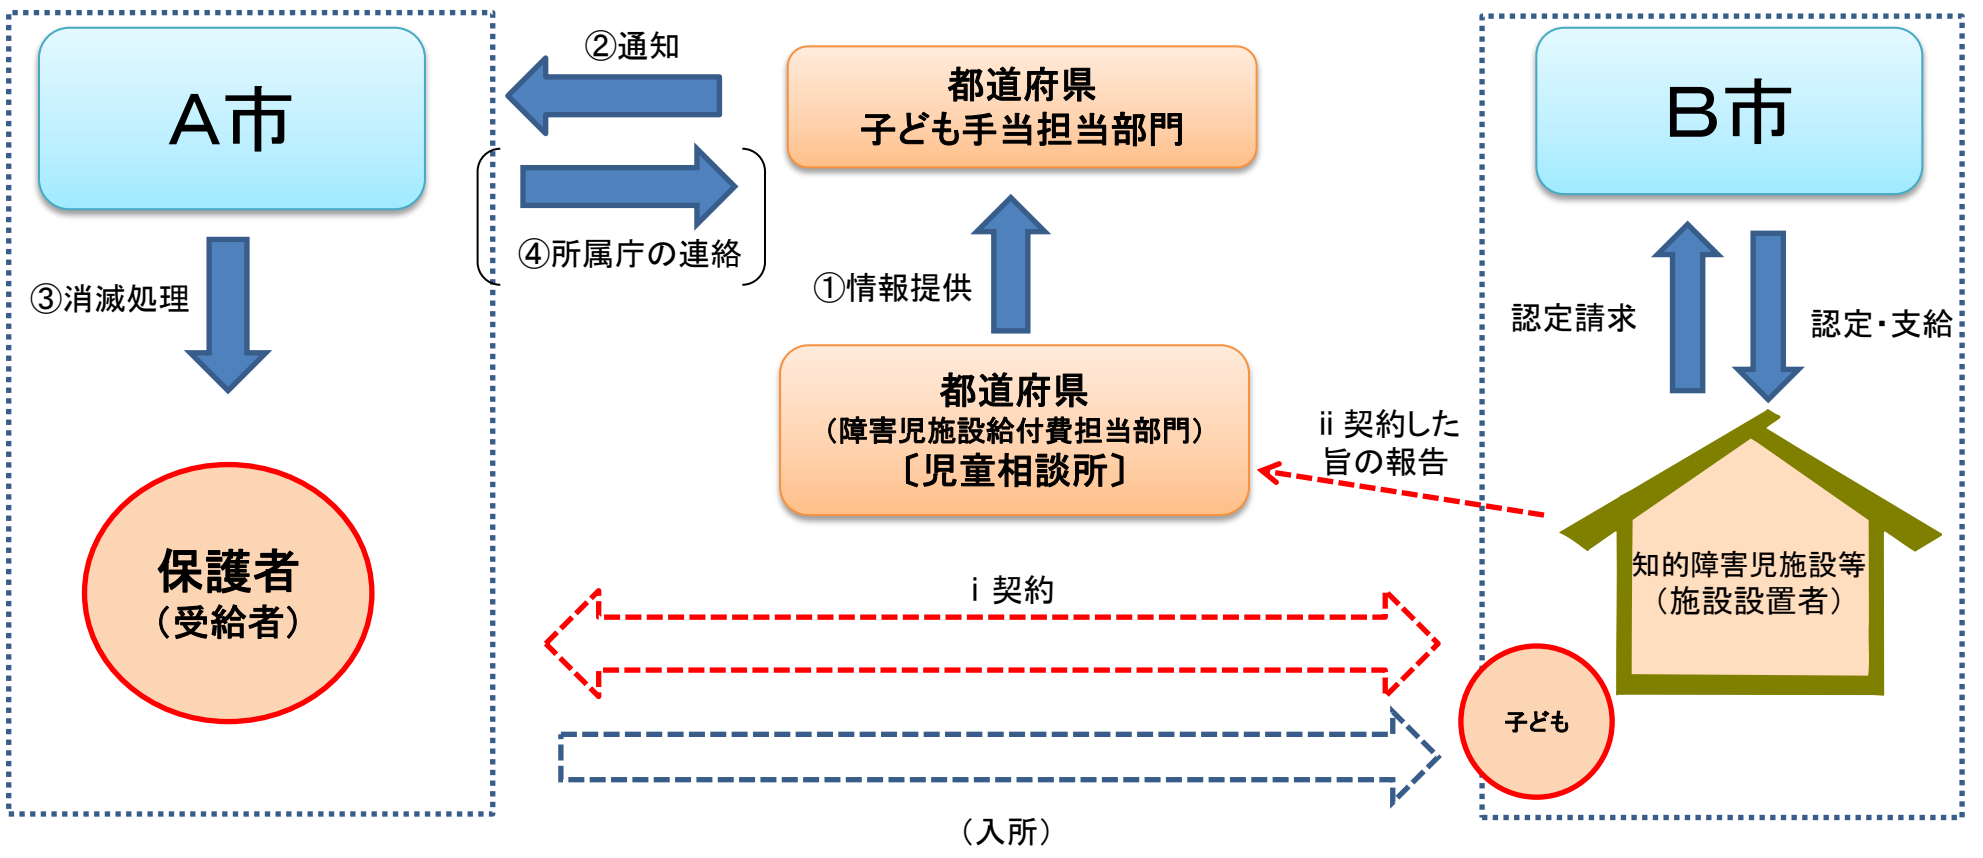 A市
②通知
都道府県
子ども手当担当部門
B市
④所属庁の連絡
③消滅処理
①情報提供
認定請求
認定・支給
都道府県
(障害児施設給付費担当部門)
〔児童相談所〕
ⅱ 契約した
旨の報告
保護者
(受給者)
ⅰ 契約
知的障害児施設等
(施設設置者)
子ども
(入所)